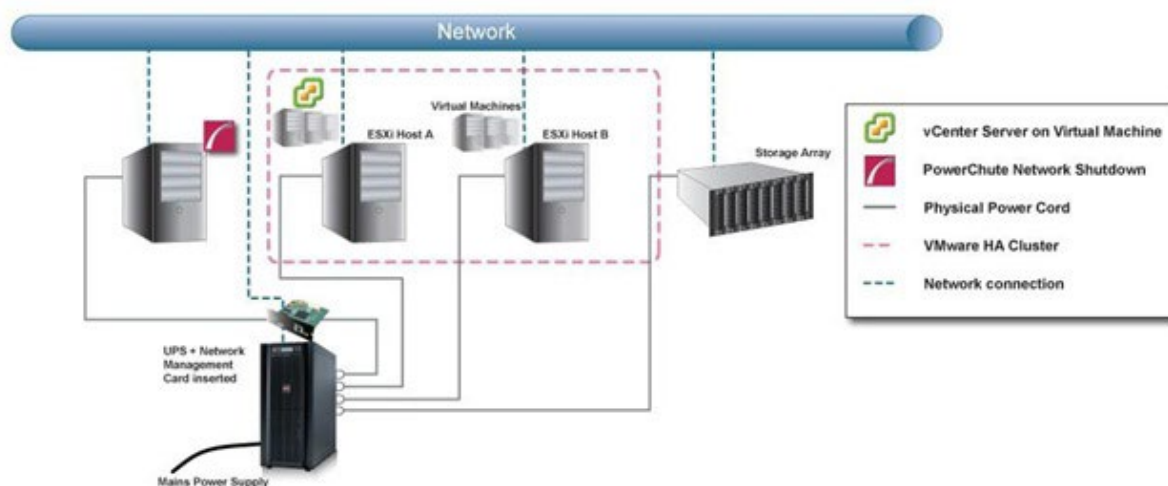 Network
Virtual Machines
ESXi Host A
ESXi Host B
Storage Array
UPS + Network
Management
Card inserted
Mains Power Supply
vCenter Server on Virtual Machine
PowerChute Network Shutdown
Physical Power Cord
VMware HA Cluster
Network connection